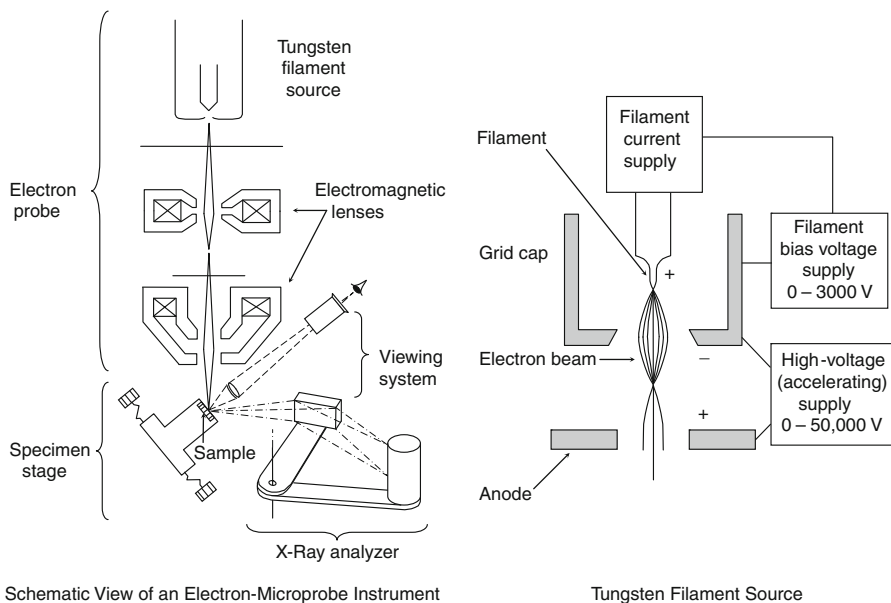 Tungsten
filament
source
Electron
probe
Electromagnetic
lenses
Viewing
system
Specimen
stage
Sample
X-Ray analyzer
Schematic View of an Electron-Microprobe Instrument
Filament
current
supply
Filament
Grid cap
+
Filament
bias voltage
supply
0 – 3000 V
Electron beam
–
High-voltage
(accelerating)
supply
0 – 50,000 V
+
Anode
Tungsten Filament Source